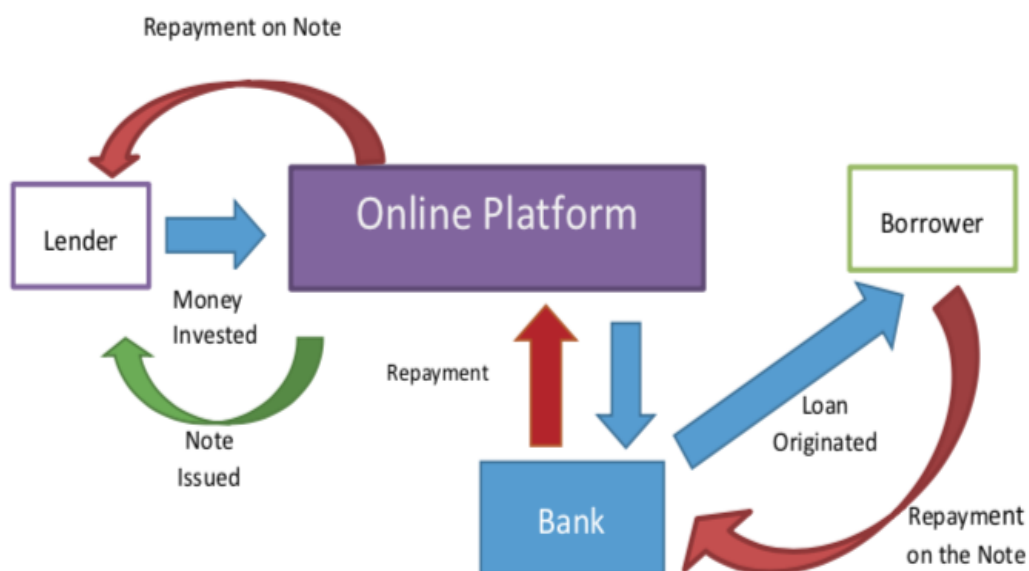 Repayment on Note
Online Platform
Lender
Borrower
Money
Invested
Repayment
Loan
Originated
Note
Issued
Bank
Repayment
on the Note